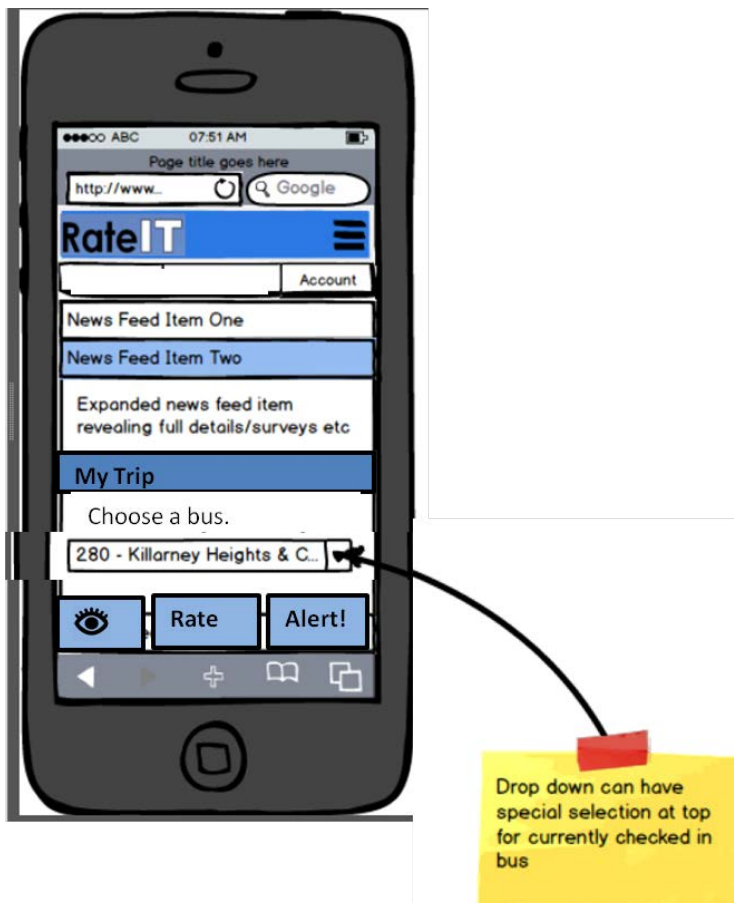 ABC 07:51 AM
Page title goes here
http://www... Google
RateIT
Account
News Feed Item One
News Feed Item Two
Expanded news feed item
revealing full details/surveys etc
My Trip
Choose a bus.
280 - Killarney Heights & C...
Rate Alert!
Drop down can have
special selection at top
for currently checked in
bus